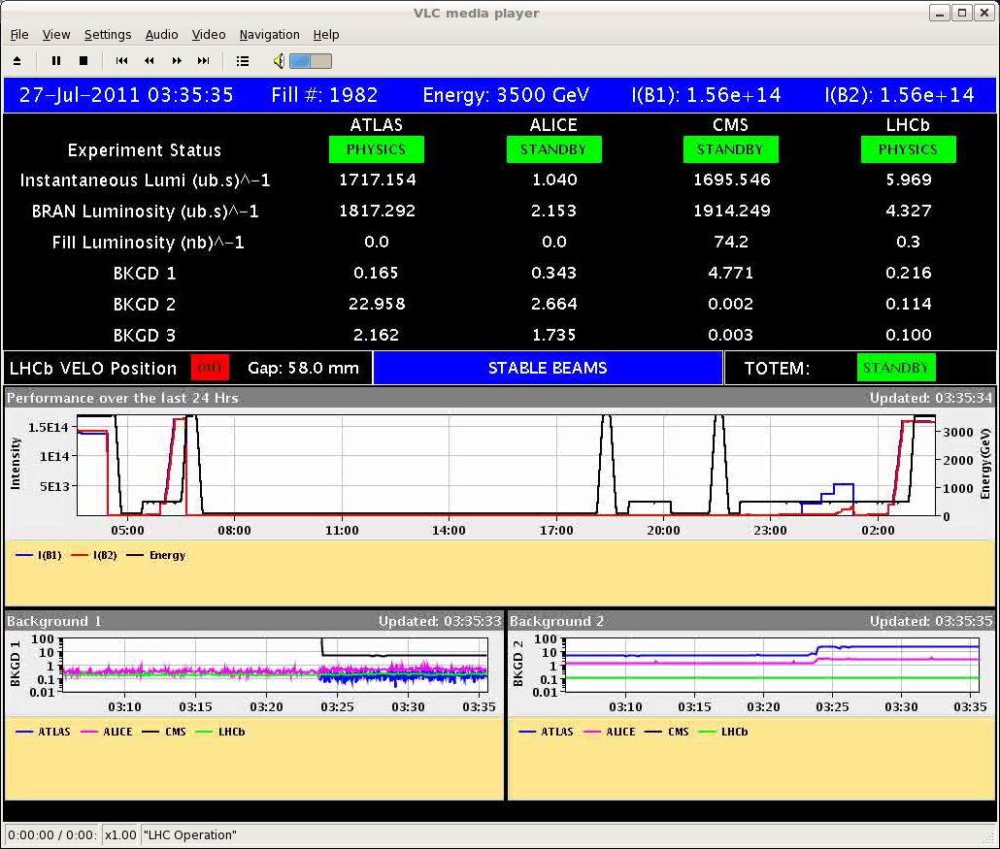 VLC media player
File View Settings Audio Video Navigation Help
27-Jul-2011 03:35:35 Fill #: 1982 Energy: 3500 GeV I(B1): 1.56e+14 I(B2): 1.56e+14
ATLAS ALICE CMS LHCb
Experiment Status PHYSICS STANDBY STANDBY PHYSICS
Instantaneous Lumi (ub.s)^-1 1717.154 1.040 1695.546 5.969
BRAN Luminosity (ub.s)^-1 1817.292 2.153 1914.249 4.327
Fill Luminosity (nb)^-1 0.0 0.0 74.2 0.3
BKGD 1 0.165 0.343 4.771 0.216
BKGD 2 22.958 2.664 0.002 0.114
BKGD 3 2.162 1.735 0.003 0.100
LHCb VELO Position OUT Gap: 58.0 mm STABLE BEAMS TOTEM: STANDBY
Performance over the last 24 Hrs Updated: 03:35:34
Intensity
1.5E14
1E14
5E13
3000
2000
1000
0
Energy(GeV)
05:00 08:00 11:00 14:00 17:00 20:00 23:00 02:00
I(B1) I(B2) Energy
Background 1 Updated: 03:35:33
BKGD 1
100
10
1
0.1
0.01
03:10 03:15 03:20 03:25 03:30 03:35
ATLAS ALICE CMS LHCb
Background 2 Updated: 03:35:35
BKGD 2
100
10
1
0.1
0.01
03:10 03:15 03:20 03:25 03:30 03:35
ATLAS ALICE CMS LHCb
0:00:00 / 0:00: x1.00 "LHC Operation"